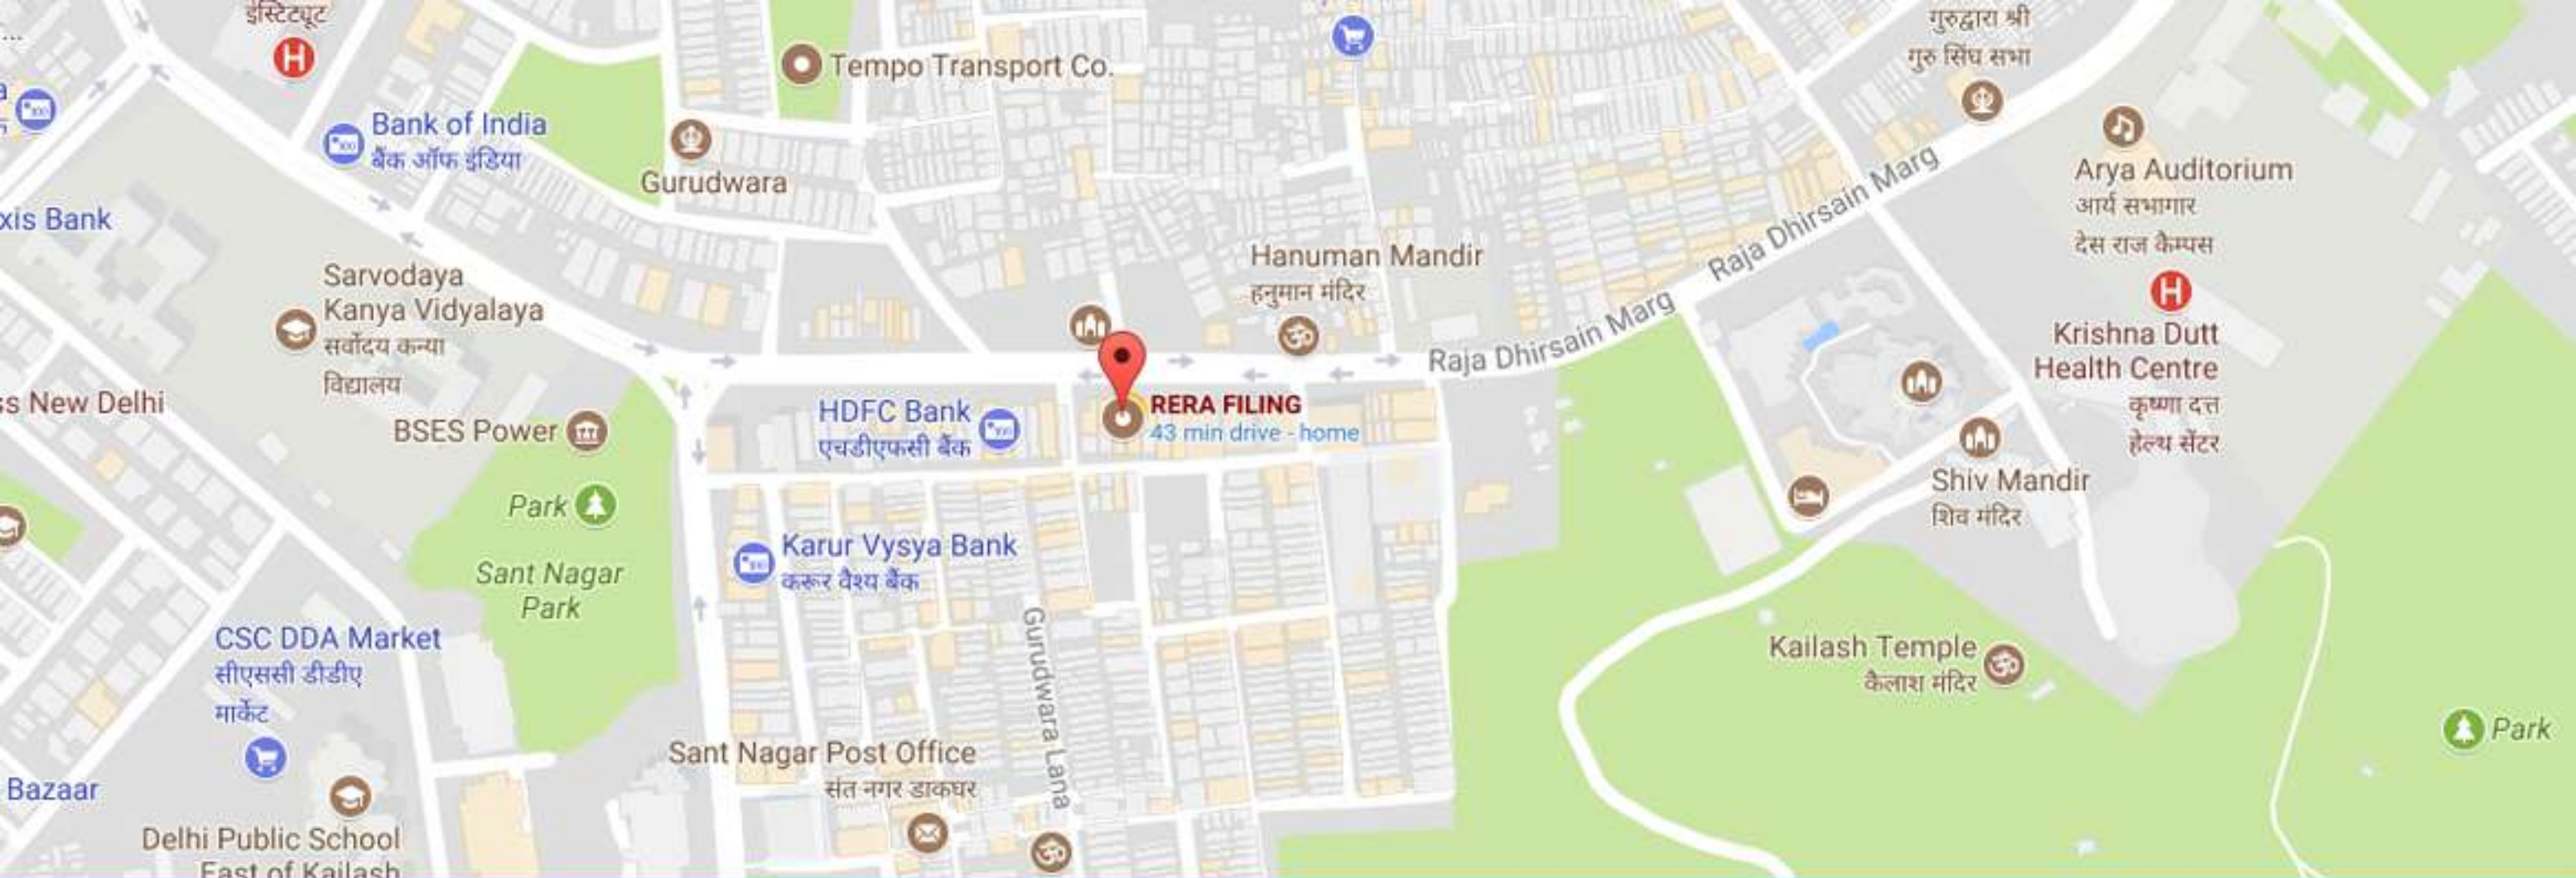 इंस्टिट्यूट
...
Tempo Transport Co.
गुरुद्वारा श्री
गुरु सिंघ सभा
Bank of India
बैंक ऑफ इंडिया
Gurudwara
Arya Auditorium
आर्य सभागार
देस राज कैम्पस
xis Bank
Raja Dhirsain Marg
Raja Dhirsain Marg
Hanuman Mandir
हनुमान मंदिर
Sarvodaya
Kanya Vidyalaya
सर्वोदय कन्या
विद्यालय
Krishna Dutt
Health Centre
कृष्णा दत्त
हेल्थ सेंटर
ss New Delhi
BSES Power
HDFC Bank
एचडीएफसी बैंक
RERA FILING
43 min drive - home
Shiv Mandir
शिव मंदिर
Park
Sant Nagar
Park
Karur Vysya Bank
करूर वैश्य बैंक
CSC DDA Market
सीएससी डीडीए
मार्केट
Gurudwara Lana
Kailash Temple
कैलाश मंदिर
Park
Sant Nagar Post Office
संत नगर डाकघर
Bazaar
Delhi Public School
East of Kailash